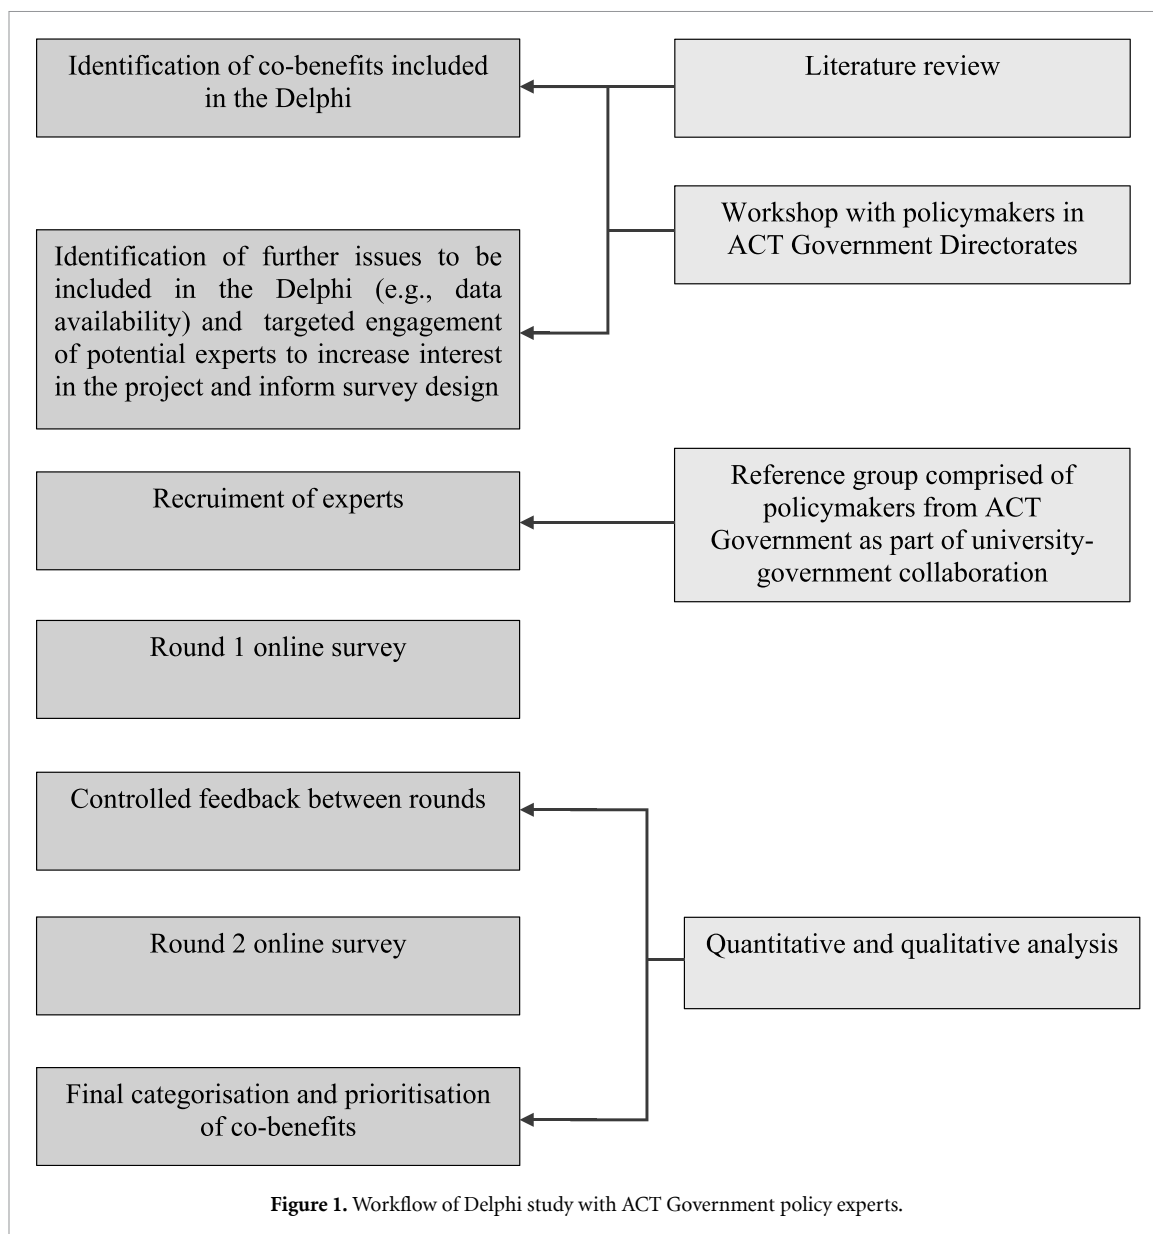 Identification of co-benefits included
in the Delphi
Literature review
Workshop with policymakers in
ACT Government Directorates
Identification of further issues to be
included in the Delphi (e.g., data
availability) and targeted engagement
of potential experts to increase interest
in the project and inform survey design
Recruiment of experts
Reference group comprised of
policymakers from ACT
Government as part of university-
government collaboration
Round 1 online survey
Controlled feedback between rounds
Round 2 online survey
Quantitative and qualitative analysis
Final categorisation and prioritisation
of co-benefits
Figure 1. Workflow of Delphi study with ACT Government policy experts.